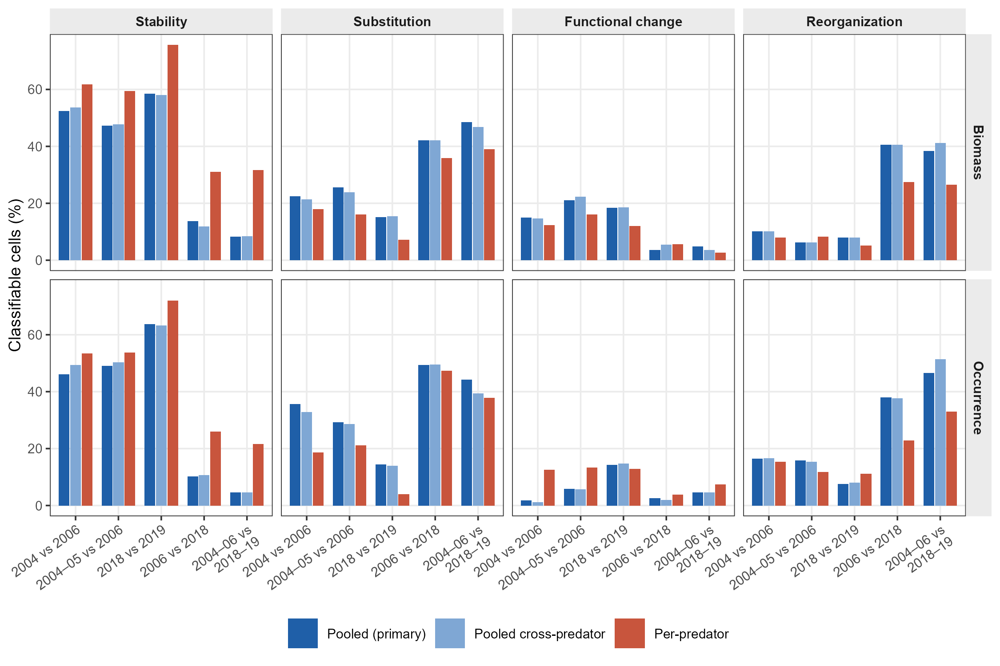 Stability
Substitution
Functional change
Reorganization
Classifiable cells (%)
60
40
20
0
Biomass
60
40
20
0
Occurrence
2004 vs 2006
2004–05 vs 2006
2018 vs 2019
2006 vs 2018
2004–06 vs
2018–19
2004 vs 2006
2004–05 vs 2006
2018 vs 2019
2006 vs 2018
2004–06 vs
2018–19
2004 vs 2006
2004–05 vs 2006
2018 vs 2019
2006 vs 2018
2004–06 vs
2018–19
2004 vs 2006
2004–05 vs 2006
2018 vs 2019
2006 vs 2018
2004–06 vs
2018–19
Pooled (primary)
Pooled cross-predator
Per-predator